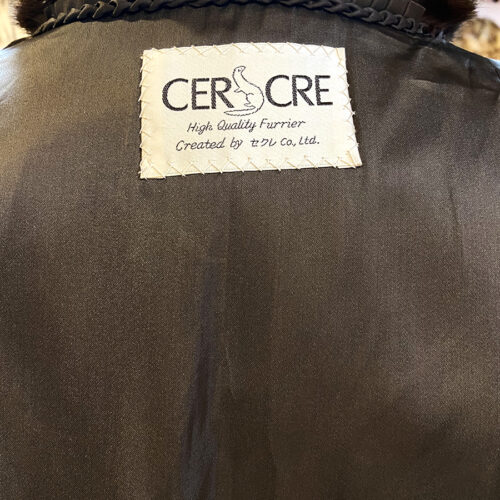 CER CRE
High Quality Furrier
Created by セクレ Co,.Ltd.